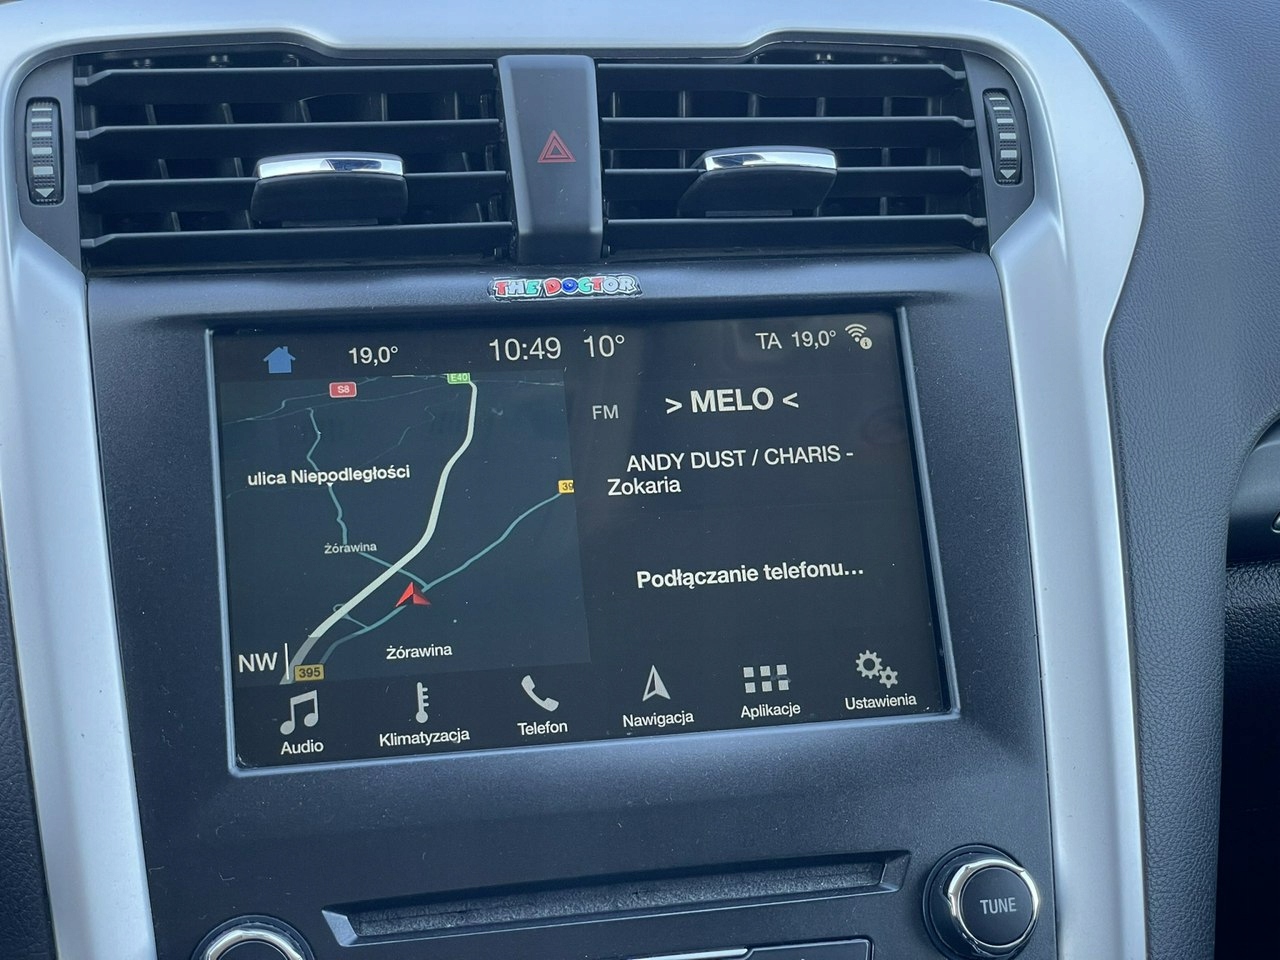 THE DOCTOR
19,0° 10:49 10° TA 19,0°
S8
E40
FM
> MELO <
ulica Niepodległości
ANDY DUST / CHARIS -
Zokaria
39
Żórawina
Podłączanie telefonu...
Żórawina
NW
395
Audio
Klimatyzacja
Telefon
Nawigacja
Aplikacje
Ustawienia
TUNE